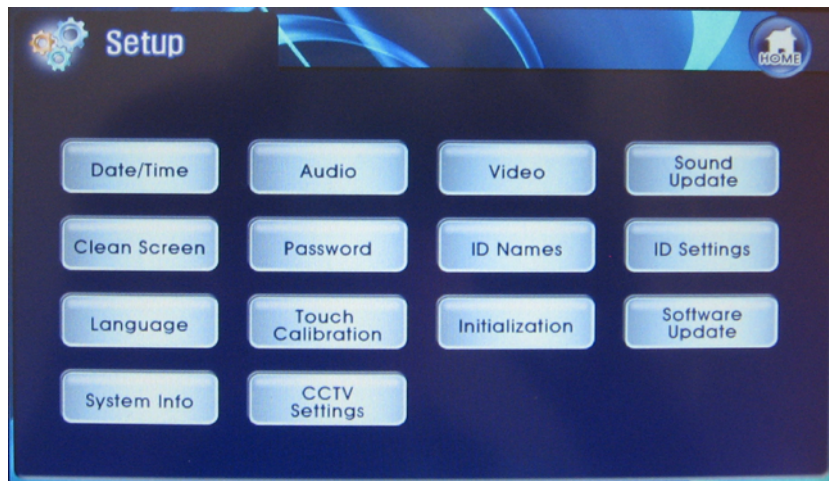 Setup
HOME
Date/Time
Audio
Video
Sound
Update
Clean Screen
Password
ID Names
ID Settings
Language
Touch
Calibration
Initialization
Software
Update
System Info
CCTV
Settings